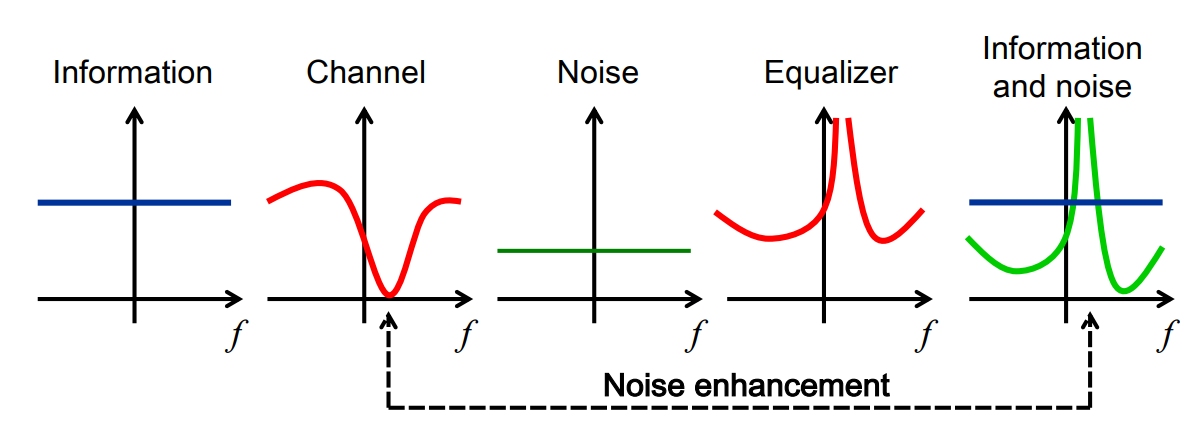 Information
Channel
Noise
Equalizer
Information
and noise
f
f
f
f
f
Noise enhancement